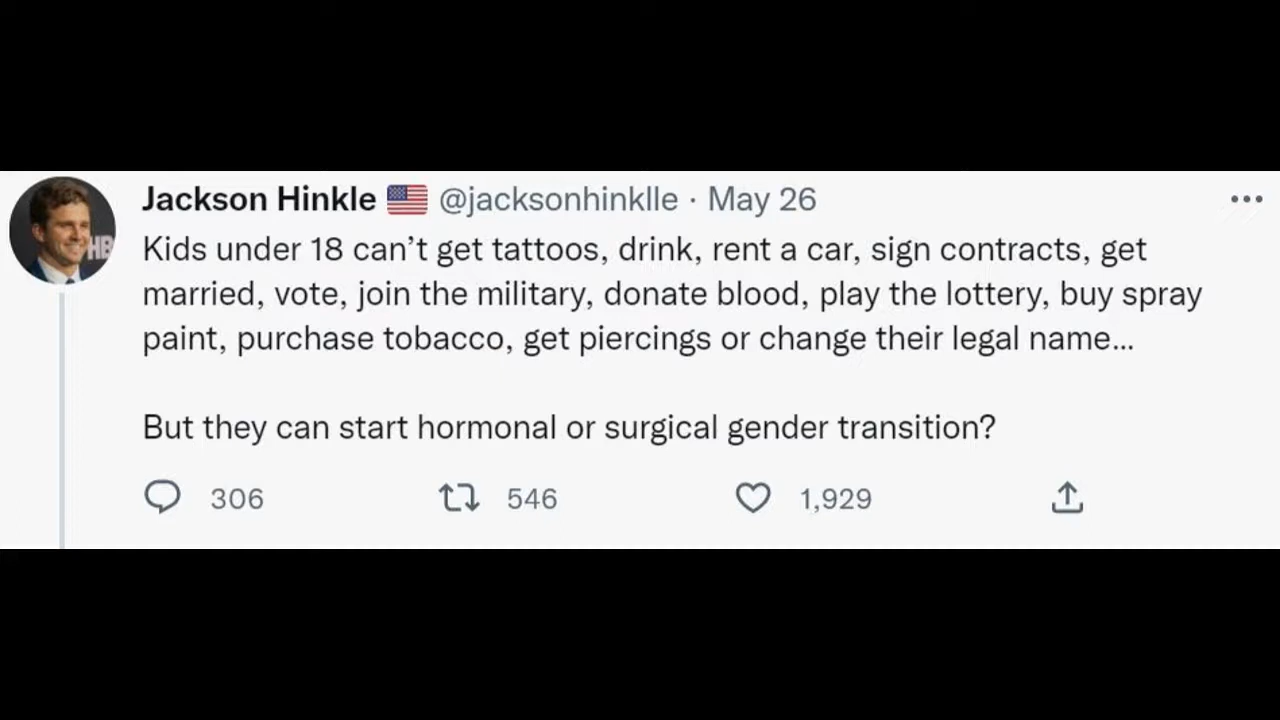 Jackson Hinkle 🇺🇸 @jacksonhinklle · May 26
Kids under 18 can’t get tattoos, drink, rent a car, sign contracts, get
married, vote, join the military, donate blood, play the lottery, buy spray
paint, purchase tobacco, get piercings or change their legal name...
But they can start hormonal or surgical gender transition?
306 546 1,929
HB